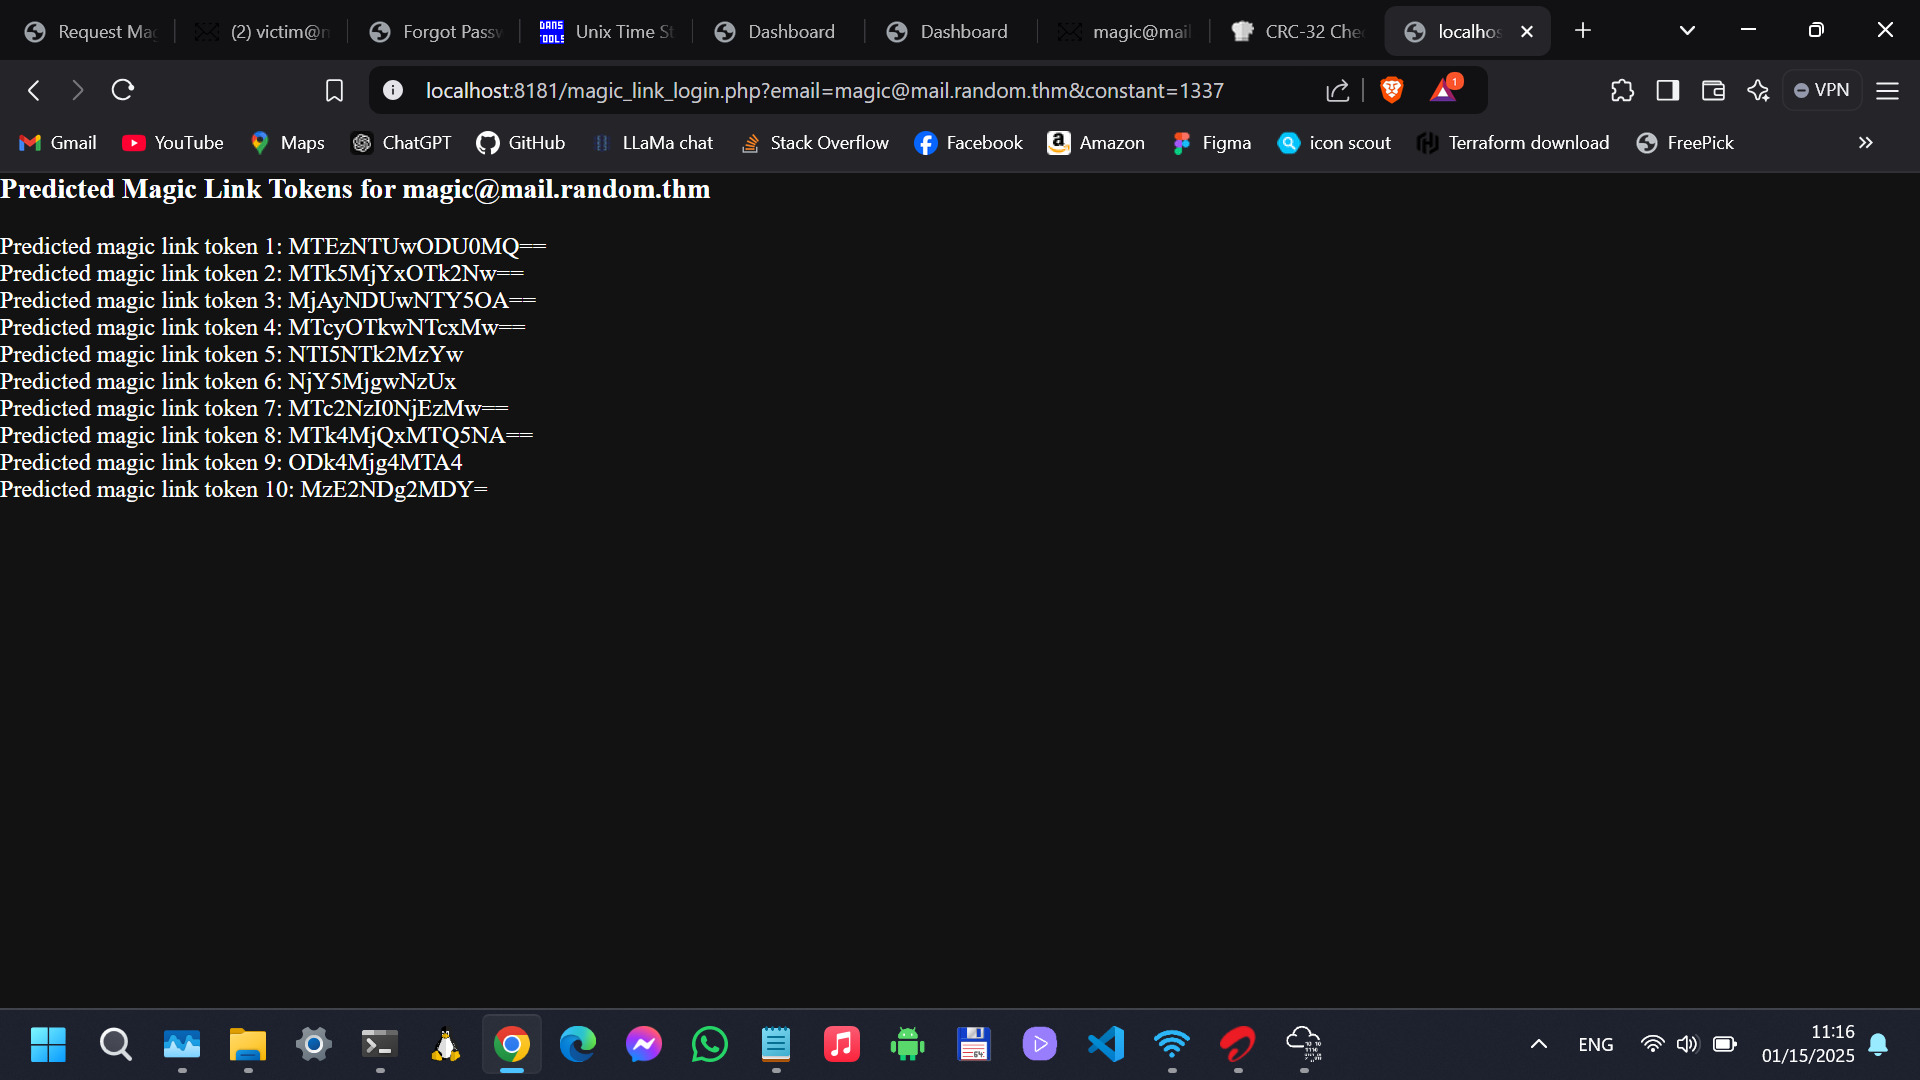 Request Ma
(2) victim@n
Forgot Passw
DANS TOOLS
Unix Time St
Dashboard
Dashboard
magic@mail
CRC-32 Che
localhos
localhost:8181/magic_link_login.php?email=magic@mail.random.thm&constant=1337
1
VPN
Gmail
YouTube
Maps
ChatGPT
GitHub
LLaMa chat
Stack Overflow
Facebook
Amazon
Figma
icon scout
Terraform download
FreePick
Predicted Magic Link Tokens for magic@mail.random.thm
Predicted magic link token 1: MTEzNTUwODU0MQ==
Predicted magic link token 2: MTk5MjYxOTk2Nw==
Predicted magic link token 3: MjAyNDUwNTY5OA==
Predicted magic link token 4: MTcyOTkwNTcxMw==
Predicted magic link token 5: NTI5NTk2MzYw
Predicted magic link token 6: NjY5MjgwNzUx
Predicted magic link token 7: MTc2NzI0NjEzMw==
Predicted magic link token 8: MTk4MjQxMTQ5NA==
Predicted magic link token 9: ODk4Mjg4MTA4
Predicted magic link token 10: MzE2NDg2MDY=
ENG
11:16
01/15/2025